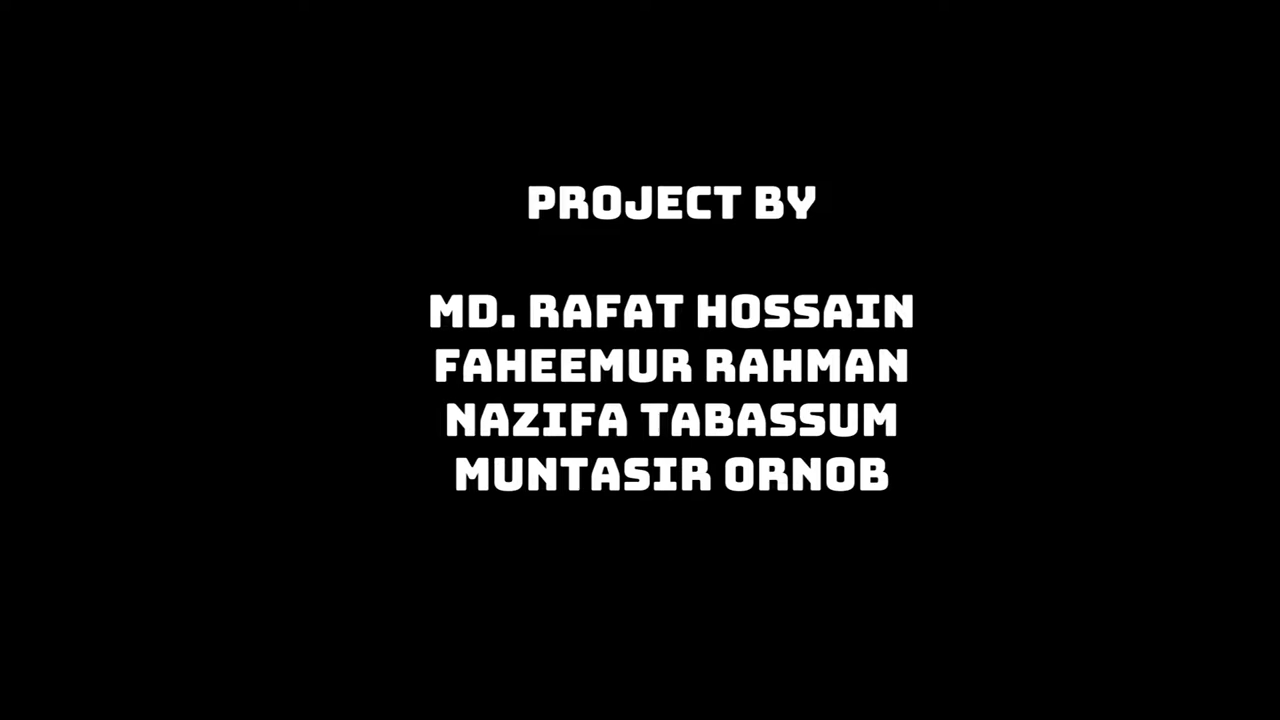 PROJECT BY
MD. RAFAT HOSSAIN
FAHEEMUR RAHMAN
NAZIFA TABASSUM
MUNTASIR ORNOB